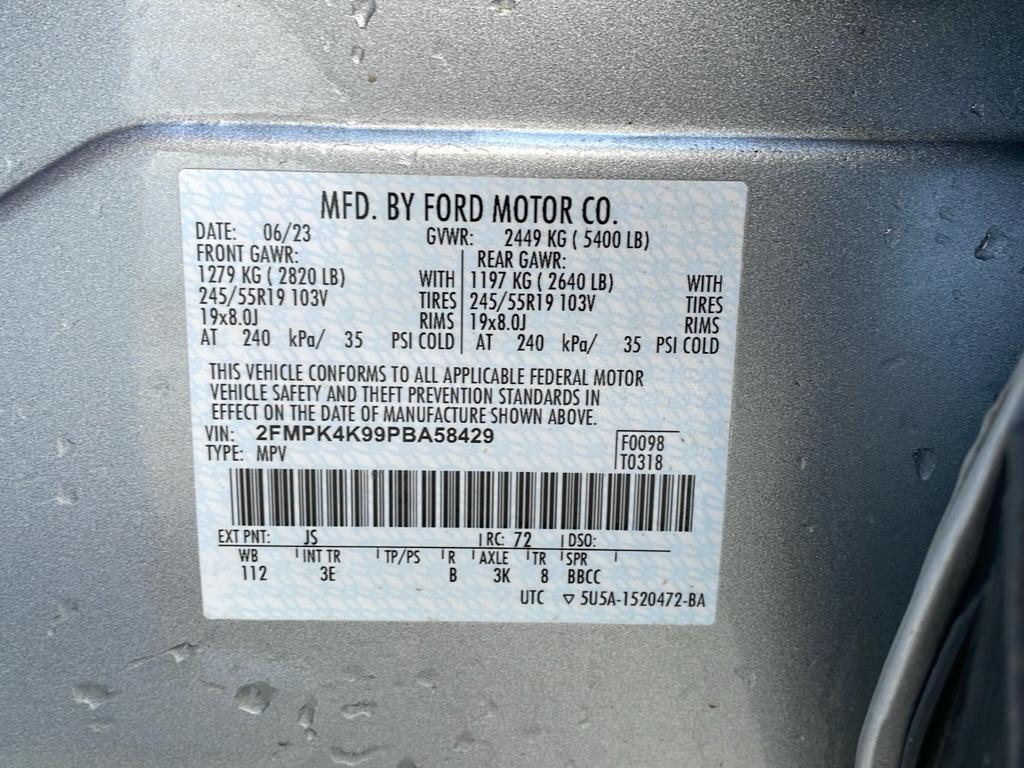 MFD. BY FORD MOTOR CO.
DATE: 06/23 GVWR: 2449 KG ( 5400 LB)
FRONT GAWR: REAR GAWR:
1279 KG ( 2820 LB) WITH 1197 KG ( 2640 LB) WITH
245/55R19 103V TIRES 245/55R19 103V TIRES
19x8.0J RIMS 19x8.0J RIMS
AT 240 kPa/ 35 PSI COLD AT 240 kPa/ 35 PSI COLD
THIS VEHICLE CONFORMS TO ALL APPLICABLE FEDERAL MOTOR
VEHICLE SAFETY AND THEFT PREVENTION STANDARDS IN
EFFECT ON THE DATE OF MANUFACTURE SHOWN ABOVE.
VIN: 2FMPK4K99PBA58429 F0098
TYPE: MPV T0318
EXT PNT: JS RC: 72 DSO:
WB INT TR TP/PS R AXLE TR SPR
112 3E B 3K 8 BBCC
UTC ▽ 5U5A-1520472-BA